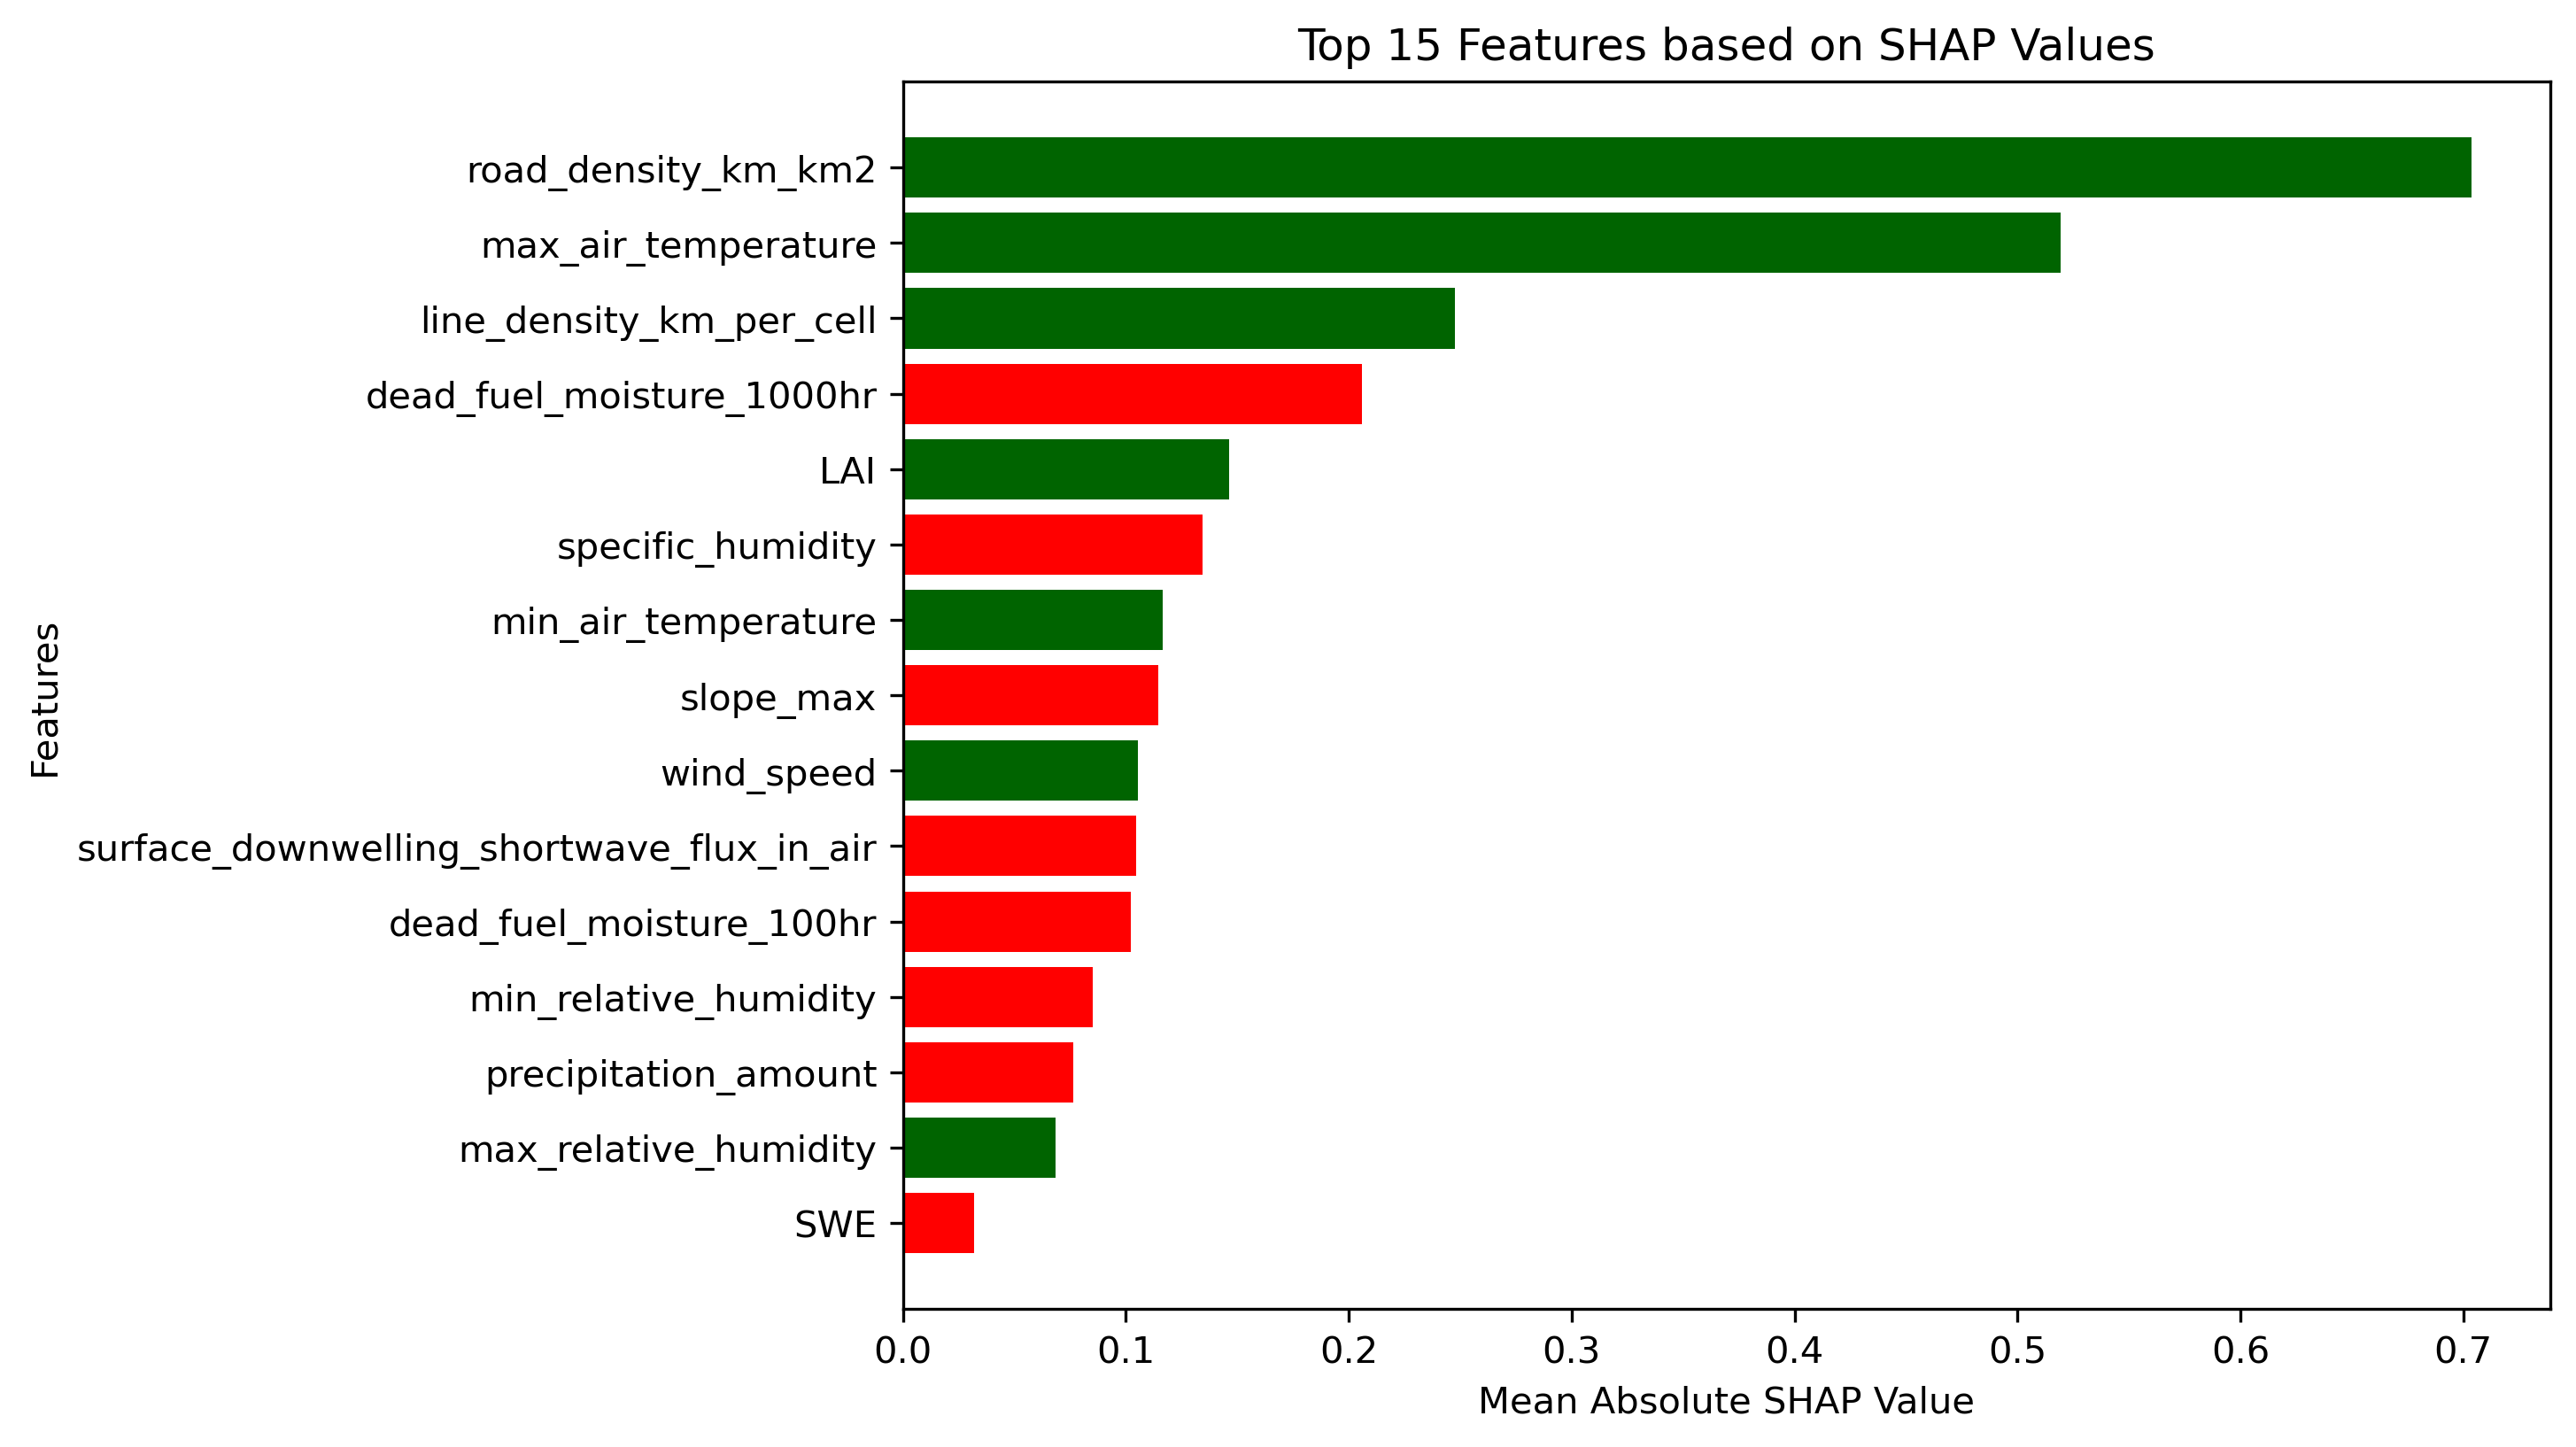 Top 15 Features based on SHAP Values
Features
road_density_km_km2
max_air_temperature
line_density_km_per_cell
dead_fuel_moisture_1000hr
LAI
specific_humidity
min_air_temperature
slope_max
wind_speed
surface_downwelling_shortwave_flux_in_air
dead_fuel_moisture_100hr
min_relative_humidity
precipitation_amount
max_relative_humidity
SWE
0.0 0.1 0.2 0.3 0.4 0.5 0.6 0.7
Mean Absolute SHAP Value